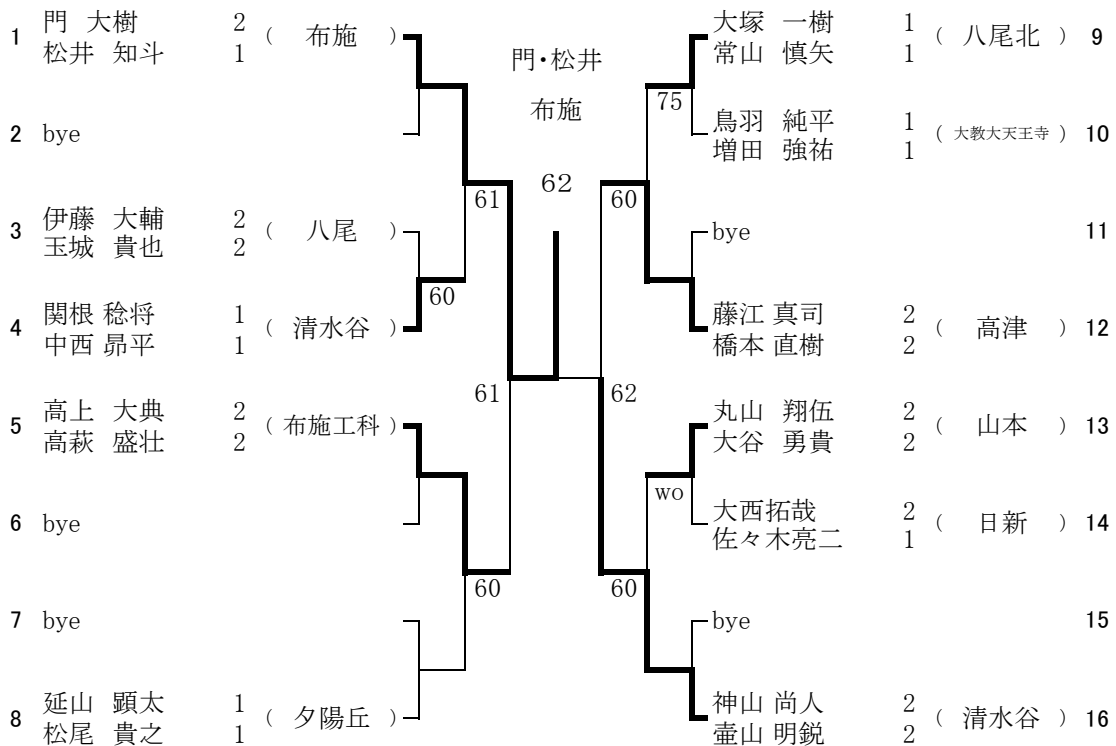 1 門 大樹 2 ( 布施 )
松井 知斗 1
2 bye
3 伊藤 大輔 2 ( 八尾 )
玉城 貴也 2
4 関根 稔将 1 ( 清水谷 )
中西 昴平 1
5 高上 大典 2 ( 布施工科 )
高萩 盛壮 2
6 bye
7 bye
8 延山 顕太 1 ( 夕陽丘 )
松尾 貴之 1
60
61
60
61
門・松井
布施
62
62
75
60
wo
60
大塚 一樹 1 ( 八尾北 ) 9
常山 慎矢 1
鳥羽 純平 1 ( 大教大天王寺 ) 10
増田 強祐 1
bye 11
藤江 真司 2 ( 高津 ) 12
橋本 直樹 2
丸山 翔伍 2 ( 山本 ) 13
大谷 勇貴 2
大西拓哉 2 ( 日新 ) 14
佐々木亮二 1
bye 15
神山 尚人 2 ( 清水谷 ) 16
壷山 明鋭 2